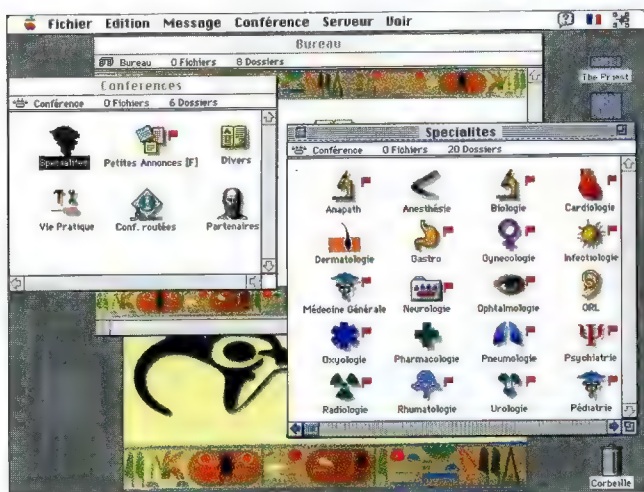 Fichier Edition Message Conférence Serveur Voir
Bureau
Bureau 0 Fichiers 8 Dossiers
The Priest
Conferences
Conférence 0 Fichiers 6 Dossiers
Specialites Petites Annonces [F] Divers
Vie Pratique Conf. routées Partenaires
Specialites
Conférence 0 Fichiers 20 Dossiers
Anapath Anesthésie Biologie Cardiologie
Dermatologie Gastro Gynecologie Infectiologie
Médecine Générale Neurologie Ophtalmologie ORL
Oxyologie Pharmacologie Pneumologie Psychiatrie
Radiologie Rhumatologie Urologie Pédiatrie
Corbeille